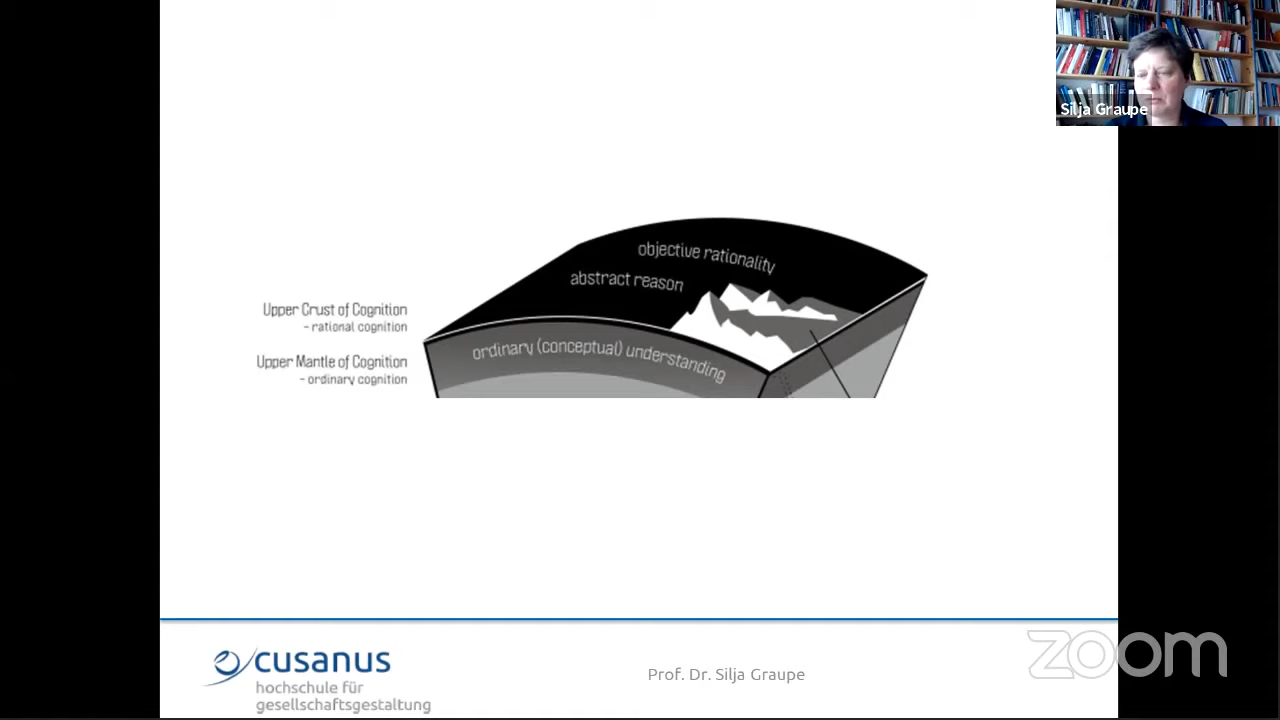 Silja Graupe
objective rationality
abstract reason
Upper Crust of Cognition
- rational cognition
ordinary (conceptual) understanding
Upper Mantle of Cognition
- ordinary cognition
cusanus
hochschule für
gesellschaftsgestaltung
Prof. Dr. Silja Graupe
zoom